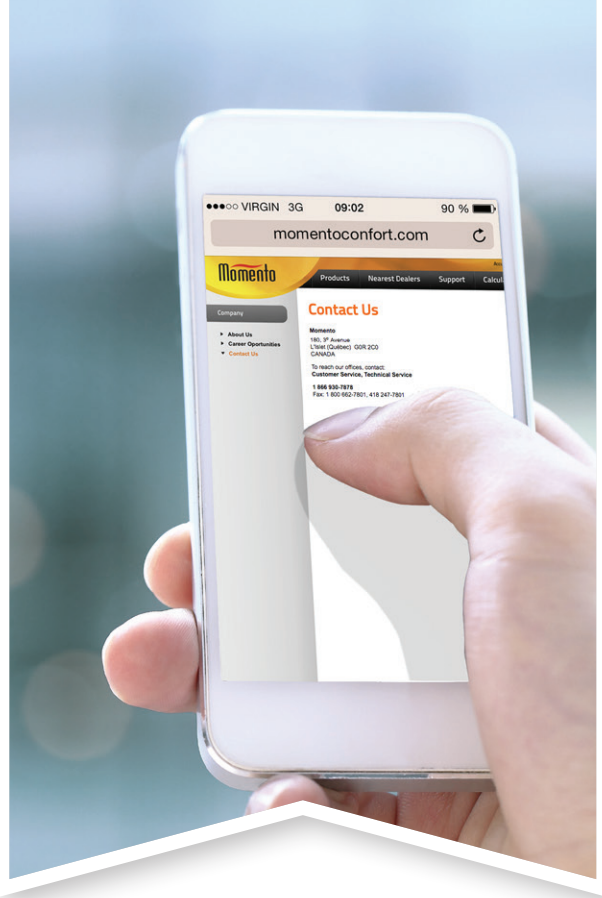 ●●●○○ VIRGIN 3G 09:02 90 %
momentoconfort.com
Momento
Products Nearest Dealers Support
Company
Contact Us
About Us
Career Oportunities
Contact Us
Momento
180, 3e Avenue
L'Islet (Québec) G0R 2C0
CANADA
To reach our offices, contact:
Customer Service, Technical Service
1 866 930-7878
Fax: 1 800 662-7801, 418 247-7801